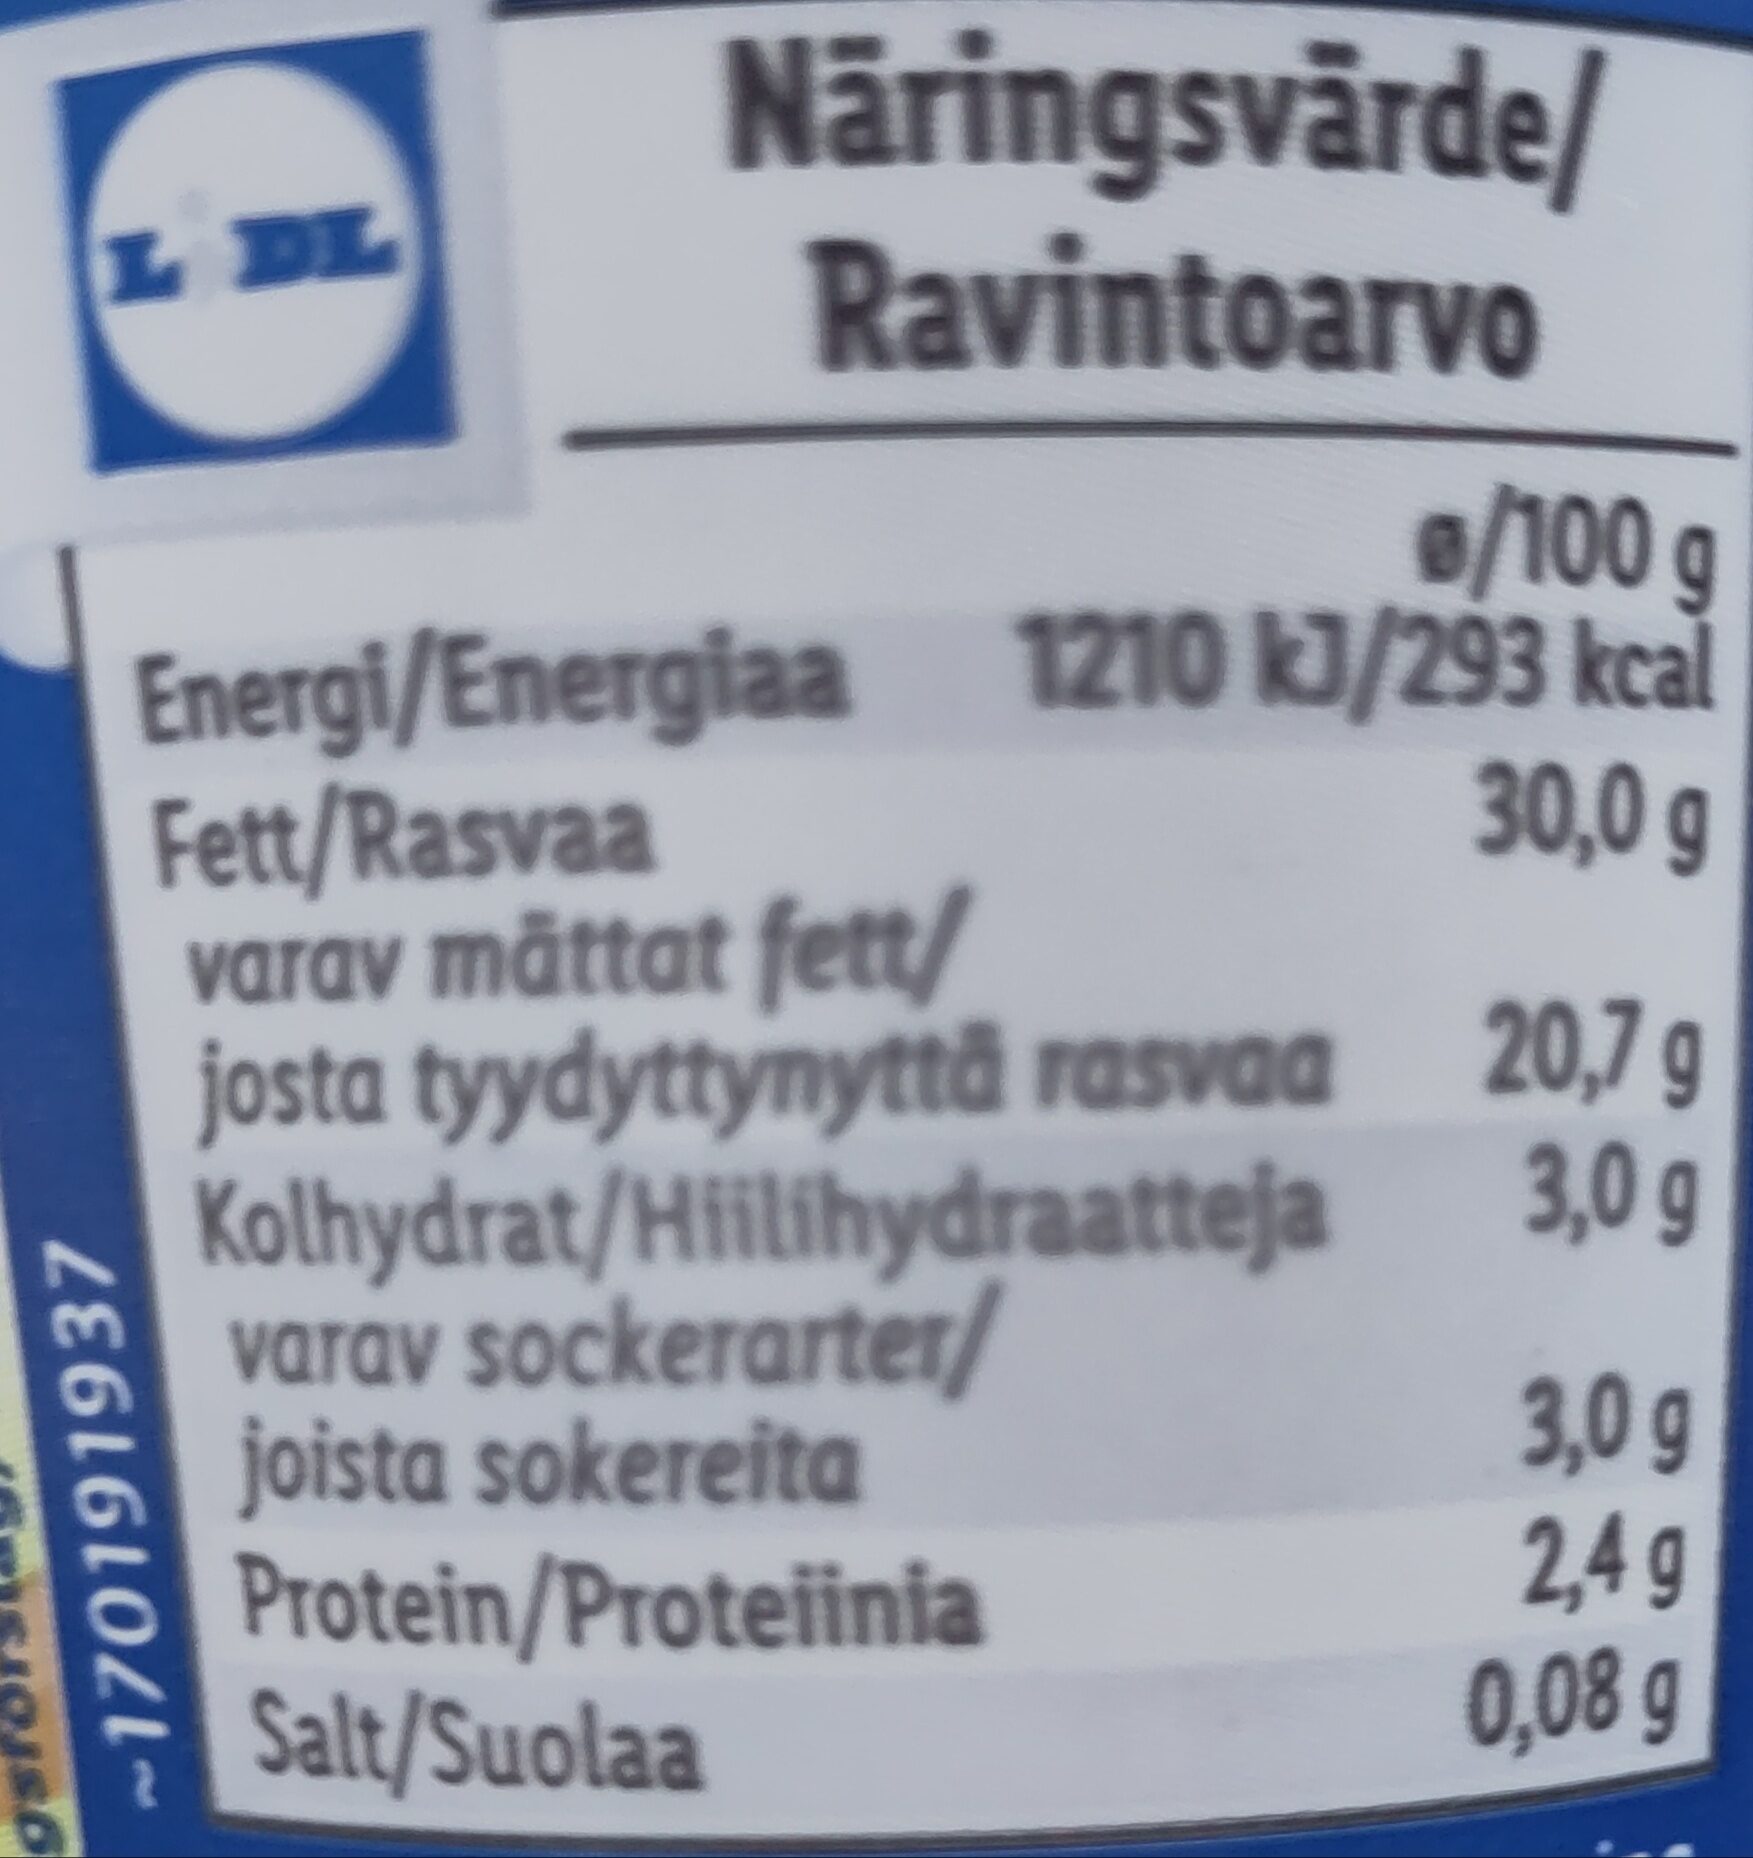 LiDL
Näringsvärde/
Ravintoarvo
ø/100 g
Energi/Energiaa 1210 kJ/293 kcal
Fett/Rasvaa 30,0 g
varav mättat fett/
josta tyydyttynyttä rasvaa 20,7 g
Kolhydrat/Hiilihydraatteja 3,0 g
varav sockerarter/
joista sokereita 3,0 g
Protein/Proteiinia 2,4 g
Salt/Suolaa 0,08 g
~170191937